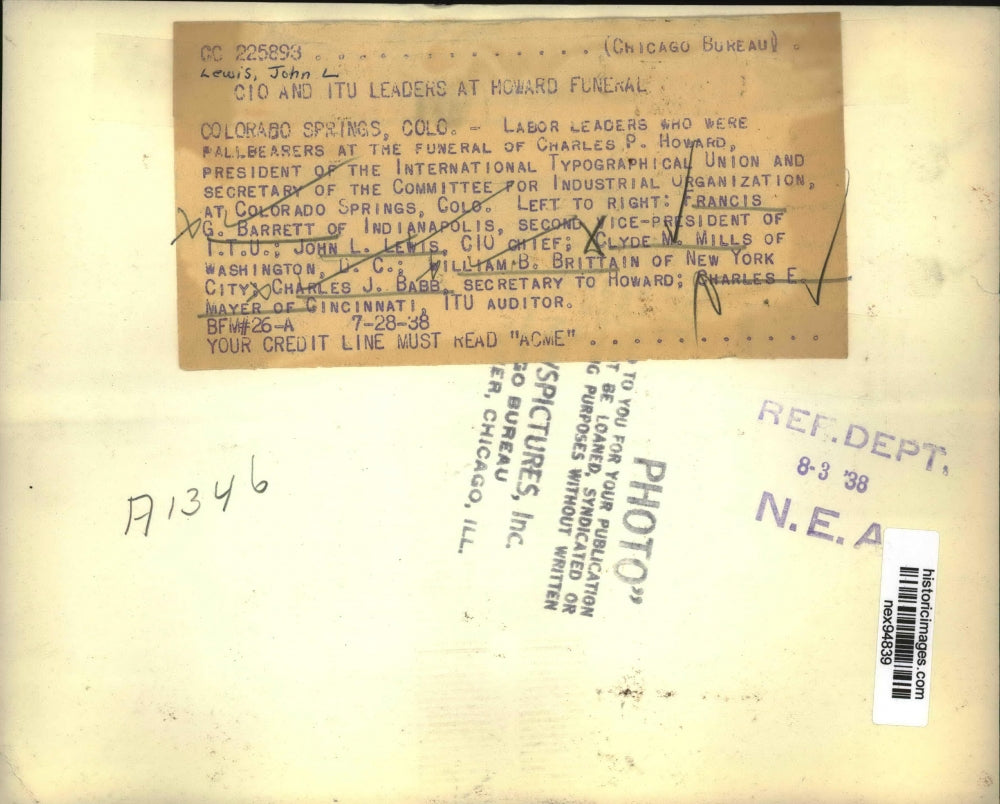 CC 225893 . . . . . . . . . . . . . . . (CHICAGO BUREAU) .
Lewis, John L
CIO AND ITU LEADERS AT HOWARD FUNERAL
COLORADO SPRINGS, COLO. - LABOR LEADERS WHO WERE
PALLBEARERS AT THE FUNERAL OF CHARLES P. HOWARD,
PRESIDENT OF THE INTERNATIONAL TYPOGRAPHICAL UNION AND
SECRETARY OF THE COMMITTEE FOR INDUSTRIAL ORGANIZATION,
AT COLORADO SPRINGS, COLO. LEFT TO RIGHT: FRANCIS
G. BARRETT OF INDIANAPOLIS, SECOND VICE-PRESIDENT OF
I.T.U.; JOHN L. LEWIS, CIO CHIEF; CLYDE M. MILLS OF
WASHINGTON, D. C.; WILLIAM B. BRITTAIN OF NEW YORK
CITY; CHARLES J. BABB, SECRETARY TO HOWARD; CHARLES E.
MAYER OF CINCINNATI, ITU AUDITOR.
BFM#26-A 7-28-38
YOUR CREDIT LINE MUST READ "ACME" . . . . . . . . . . . .
PHOTO"
TO YOU FOR YOUR PUBLICATION
T BE LOANED, SYNDICATED OR
G PURPOSES WITHOUT WRITTEN
SPICTURES, Inc.
GO BUREAU
ER, CHICAGO, ILL.
REF. DEPT.
8-3 '38
N.E.A
A1346
historicimages.com
nex94839